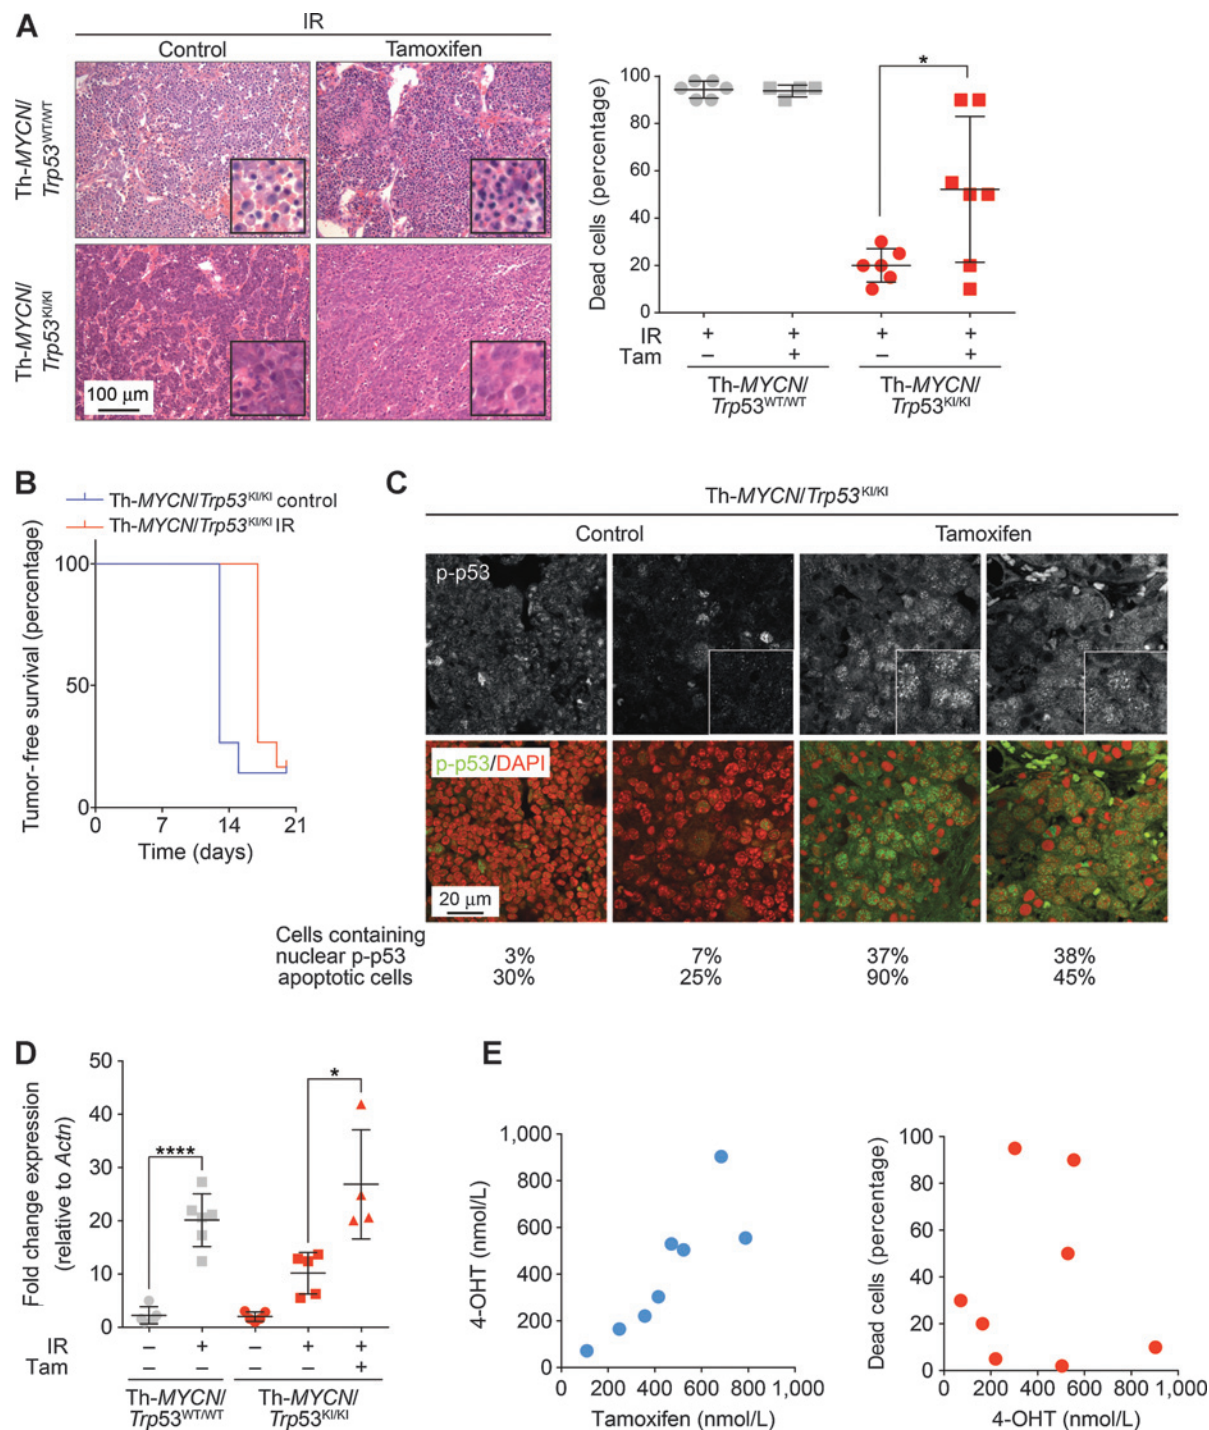 A
IR
Control
Tamoxifen
Th-MYCN/
Trp53WT/WT
Th-MYCN/
Trp53KI/KI
100 μm
Dead cells (percentage)
100
80
60
40
20
0
*
IR + + + +
Tam – + – +
Th-MYCN/
Trp53WT/WT
Th-MYCN/
Trp53KI/KI
B
Th-MYCN/Trp53KI/KI control
Th-MYCN/Trp53KI/KI IR
Tumor-free survival (percentage)
100
50
0
0 7 14 21
Time (days)
C
Th-MYCN/Trp53KI/KI
Control
Tamoxifen
p-p53
p-p53/DAPI
20 μm
Cells containing
nuclear p-p53 3% 7% 37% 38%
apoptotic cells 30% 25% 90% 45%
D
Fold change expression
(relative to Actn)
50
40
30
20
10
0
****
*
IR – + – + +
Tam – – – – +
Th-MYCN/
Trp53WT/WT
Th-MYCN/
Trp53KI/KI
E
4-OHT (nmol/L)
1,000
800
600
400
200
0
0 200 400 600 800 1,000
Tamoxifen (nmol/L)
Dead cells (percentage)
100
80
60
40
20
0
0 200 400 600 800 1,000
4-OHT (nmol/L)